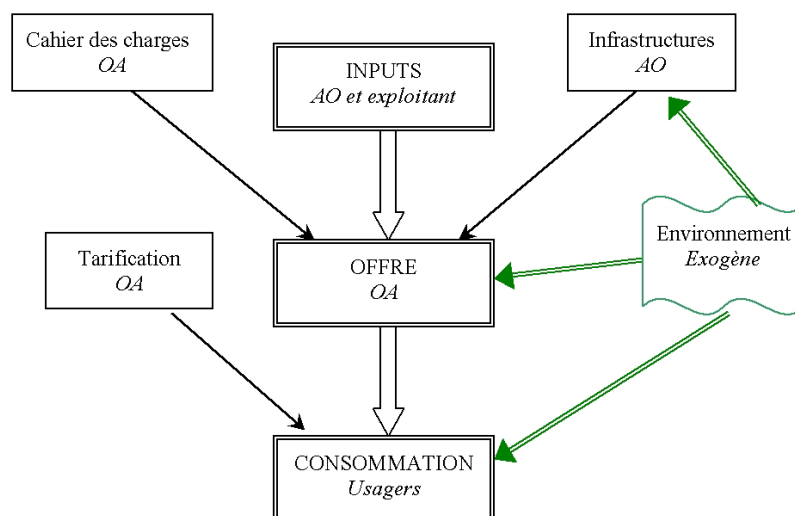 Cahier des charges
OA
INPUTS
AO et exploitant
Infrastructures
AO
Tarification
OA
OFFRE
OA
Environnement
Exogène
CONSOMMATION
Usagers